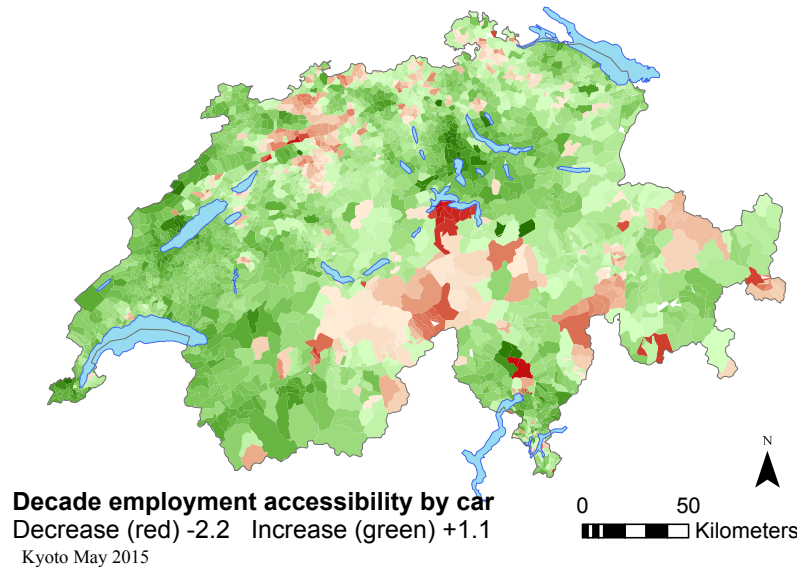 N
Decade employment accessibility by car
0 50
Decrease (red) -2.2 Increase (green) +1.1
Kilometers
Kyoto May 2015